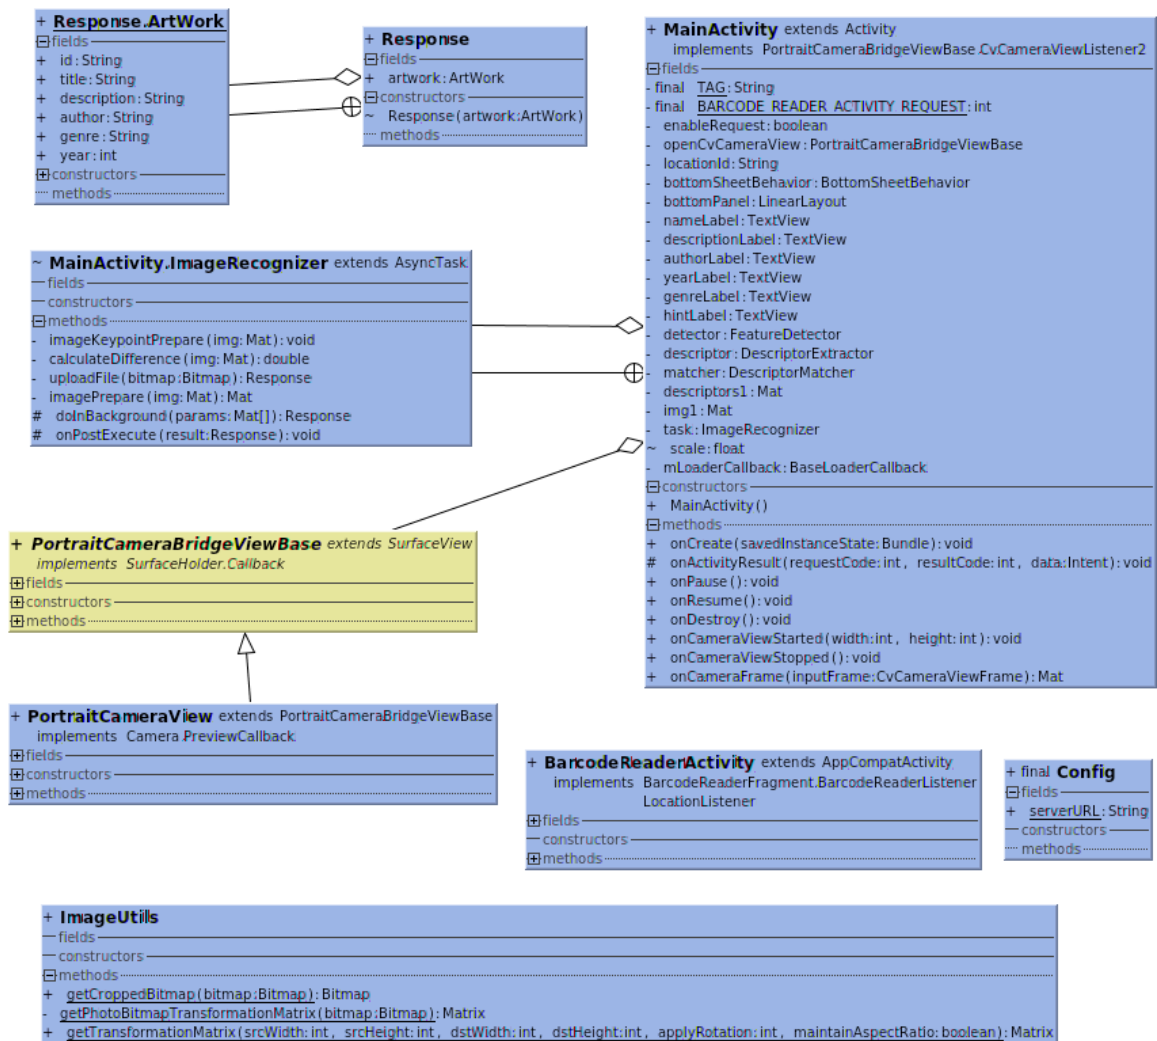 + Response.ArtWork
fields
+ id:String
+ title:String
+ description:String
+ author:String
+ genre:String
+ year:int
constructors
methods
+ Response
fields
+ artwork:ArtWork
constructors
~ Response(artwork:ArtWork)
methods
+ MainActivity extends Activity
implements PortraitCameraBridgeViewBase.CvCameraViewListener2
fields
- final TAG:String
- final BARCODE_READER_ACTIVITY_REQUEST:int
- enableRequest:boolean
- openCvCameraView:PortraitCameraBridgeViewBase
- locationId:String
- bottomSheetBehavior:BottomSheetBehavior
- bottomPanel:LinearLayout
- nameLabel:TextView
- descriptionLabel:TextView
- authorLabel:TextView
- yearLabel:TextView
- genreLabel:TextView
- hintLabel:TextView
- detector:FeatureDetector
- descriptor:DescriptorExtractor
- matcher:DescriptorMatcher
- descriptors1:Mat
- img1:Mat
- task:ImageRecognizer
~ scale:float
- mLoaderCallback:BaseLoaderCallback
constructors
+ MainActivity()
methods
+ onCreate(savedInstanceState:Bundle):void
# onActivityResult(requestCode:int, resultCode:int, data:Intent):void
+ onPause():void
+ onResume():void
+ onDestroy():void
+ onCameraViewStarted(width:int, height:int):void
+ onCameraViewStopped():void
+ onCameraFrame(inputFrame:CvCameraViewFrame):Mat
~ MainActivity.ImageRecognizer extends AsyncTask
fields
constructors
methods
- imageKeypointPrepare(img:Mat):void
- calculateDifference(img:Mat):double
- uploadFile(bitmap:Bitmap):Response
- imagePrepare(img:Mat):Mat
# doInBackground(params:Mat[]):Response
# onPostExecute(result:Response):void
+ PortraitCameraBridgeViewBase extends SurfaceView
implements SurfaceHolder.Callback
fields
constructors
methods
+ PortraitCameraView extends PortraitCameraBridgeViewBase
implements Camera.PreviewCallback
fields
constructors
methods
+ BarcodeReaderActivity extends AppCompatActivity
implements BarcodeReaderFragment.BarcodeReaderListener
LocationListener
fields
constructors
methods
+ final Config
fields
+ serverURL:String
constructors
methods
+ ImageUtills
fields
constructors
methods
+ getCroppedBitmap(bitmap:Bitmap):Bitmap
- getPhotoBitmapTransformationMatrix(bitmap:Bitmap):Matrix
+ getTransformationMatrix(srcWidth:int, srcHeight:int, dstWidth:int, dstHeight:int, applyRotation:int, maintainAspectRatio:boolean):Matrix